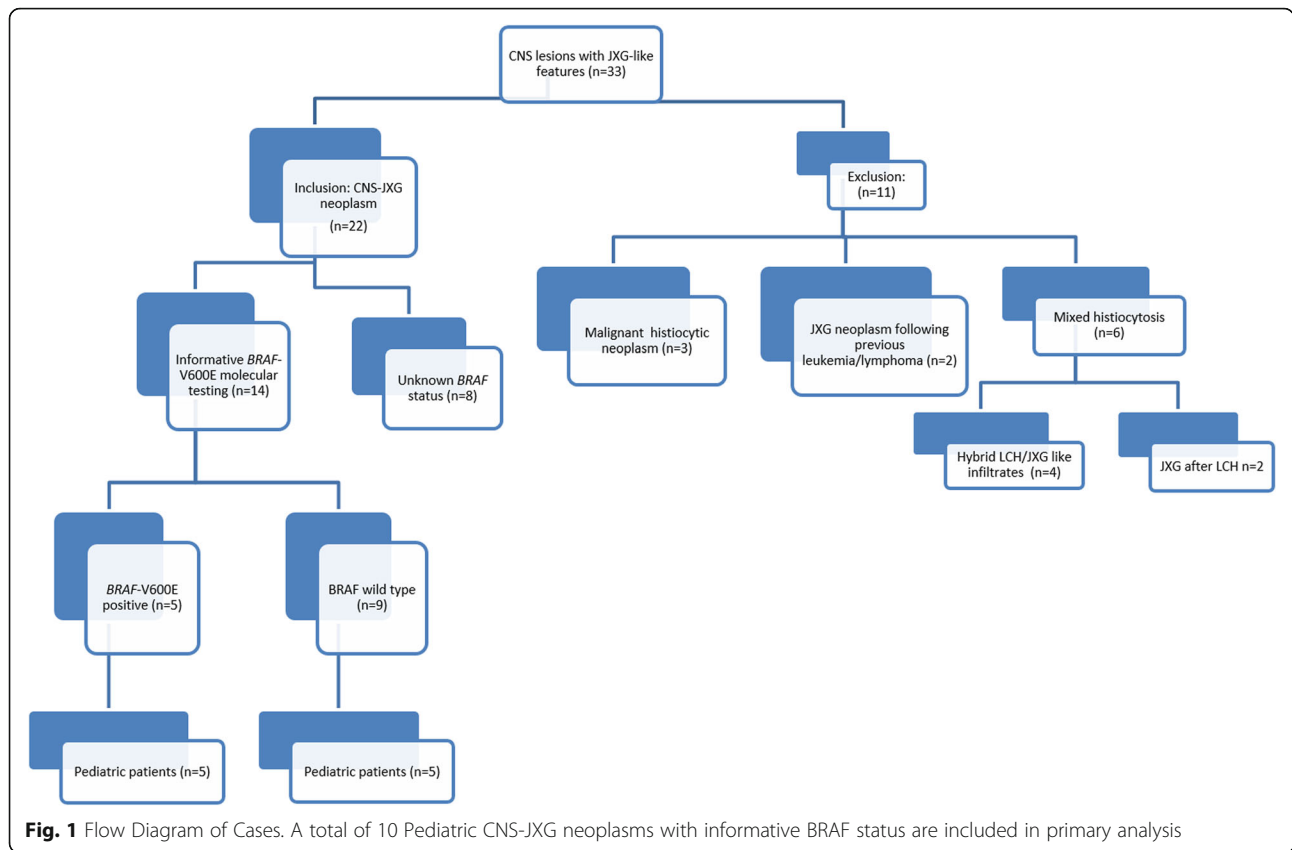 CNS lesions with JXG-like
features (n=33)
Inclusion: CNS-JXG
neoplasm
(n=22)
Exclusion:
(n=11)
Informative BRAF-
V600E molecular
testing (n=14)
Unknown BRAF
status (n=8)
Malignant histiocytic
neoplasm (n=3)
JXG neoplasm following
previous
leukemia/lymphoma (n=2)
Mixed histiocytosis
(n=6)
Hybrid LCH/JXG like
infiltrates (n=4)
JXG after LCH n=2
BRAF-V600E
positive (n=5)
BRAF wild type
(n=9)
Pediatric patients (n=5)
Pediatric patients (n=5)
Fig. 1 Flow Diagram of Cases. A total of 10 Pediatric CNS-JXG neoplasms with informative BRAF status are included in primary analysis